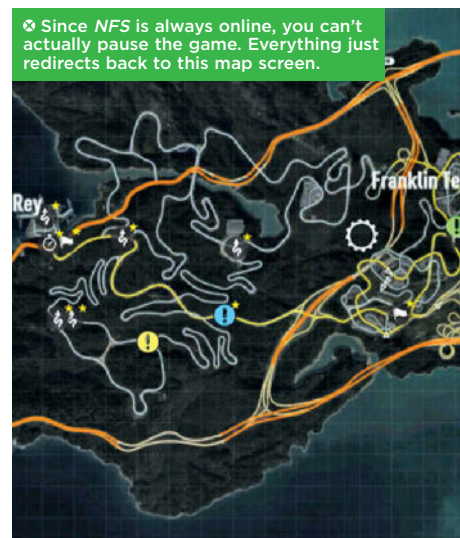 Since NFS is always online, you can't
actually pause the game. Everything just
redirects back to this map screen.
Rey
Franklin Te